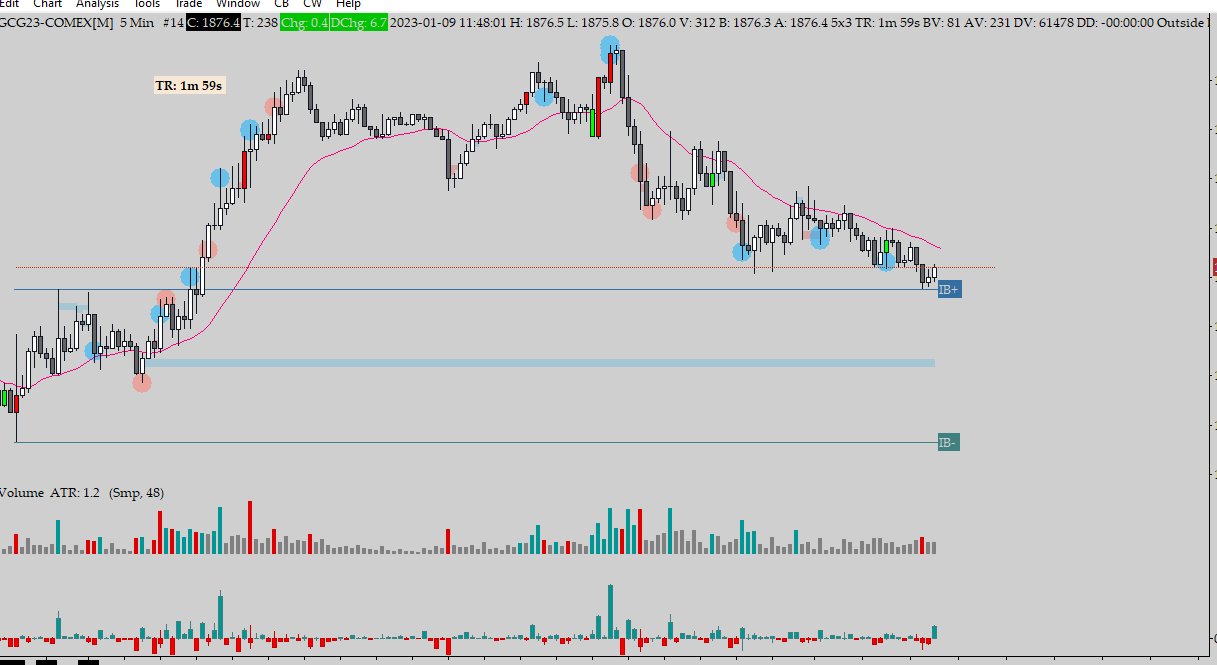 Edit Chart Analysis Tools Trade Window CB CW Help
GCG23-COMEX[M] 5 Min #14 C: 1876.4 T: 238 Chg: 0.4 DChg: 6.7 2023-01-09 11:48:01 H: 1876.5 L: 1875.8 O: 1876.0 V: 312 B: 1876.3 A: 1876.4 5x3 TR: 1m 59s BV: 81 AV: 231 DV: 61478 DD: -00:00:00 Outside
TR: 1m 59s
IB+
IB-
Volume ATR: 1.2 (Smp, 48)